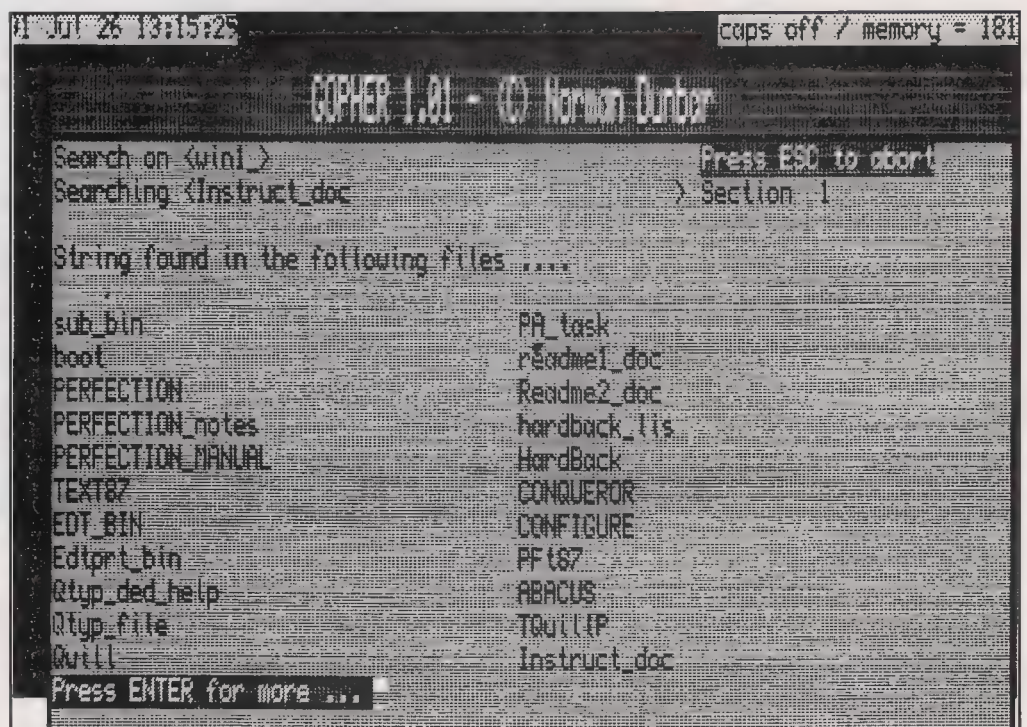 91 Jul 26 13:15:25
caps off / memory = 181
GOPHER 1.01 - (C) Norman Dunbar
Search on <win1_>
Press ESC to abort
Searching <Instruct_doc > Section 1
String found in the following files ....
sub_bin PA_task
boot readme1_doc
PERFECTION Readme2_doc
PERFECTION_notes hardback_lis
PERFECTION_MANUAL HardBack
TEXT87 CONQUEROR
EDT_BIN CONFIGURE
Edtprt_bin PFt87
Qtyp_ded_help ABACUS
Qtyp_file TQuillP
Quill Instruct_doc
Press ENTER for more ...